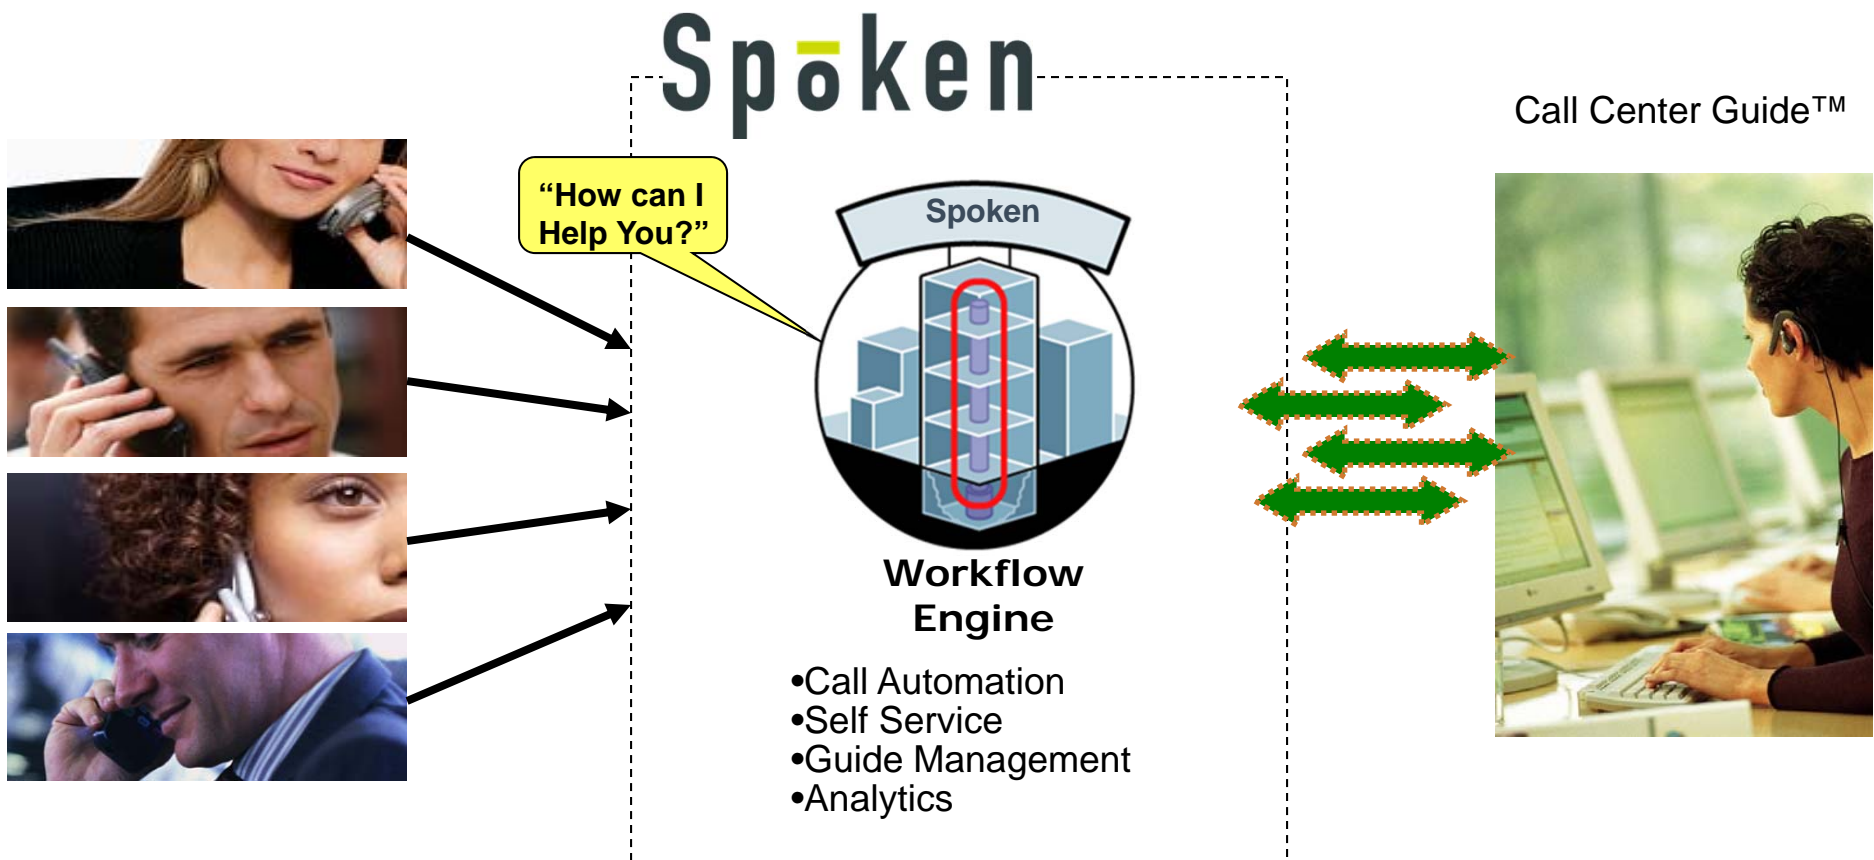 Spōken
Call Center Guide™
“How can I
Help You?”
Spoken
Workflow
Engine
•Call Automation
•Self Service
•Guide Management
•Analytics